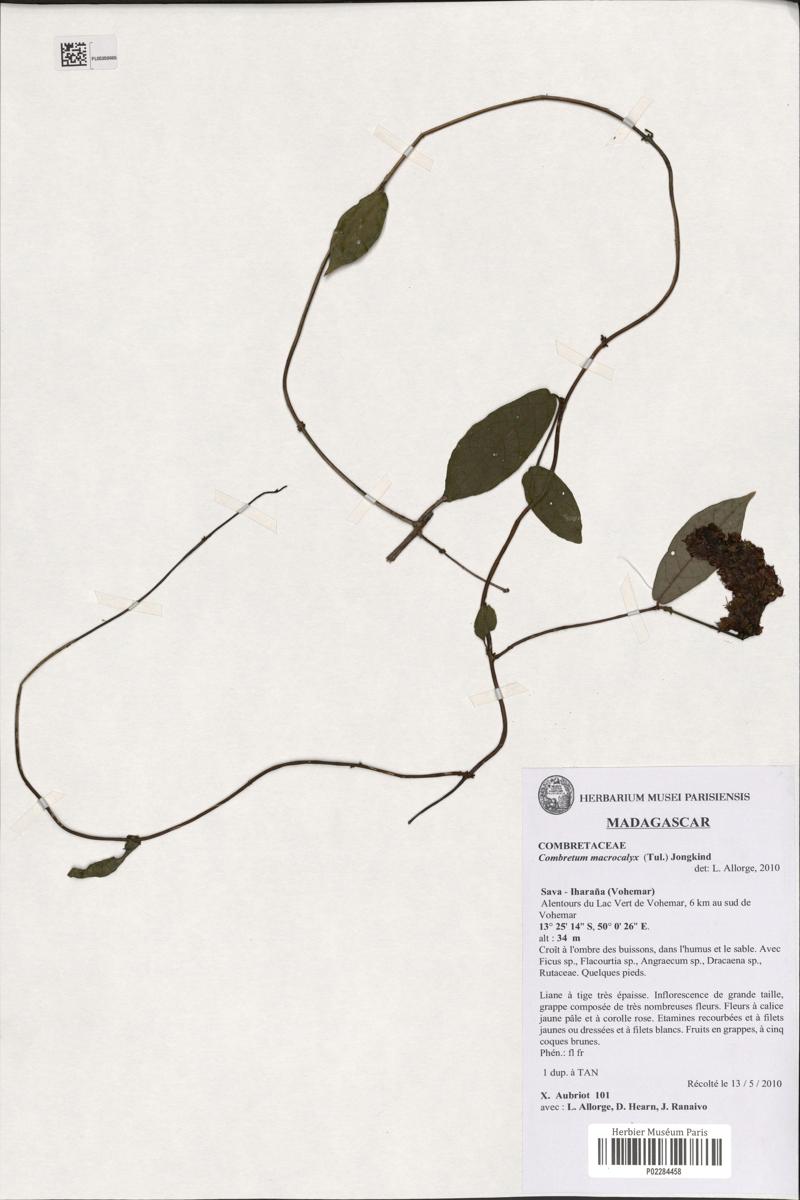 HERBARIUM MUSEI PARISIENSIS
MADAGASCAR
COMBRETACEAE
Combretum macrocalyx (Tul.) Jongkind
det: L. Allorge, 2010
Sava - Iharaña (Vohemar)
Alentours du Lac Vert de Vohemar, 6 km au sud de
Vohemar
13° 25' 14" S, 50° 0' 26" E.
alt : 34 m
Croît à l'ombre des buissons, dans l'humus et le sable. Avec
Ficus sp., Flacourtia sp., Angraecum sp., Dracaena sp.,
Rutaceae. Quelques pieds.
Liane à tige très épaisse. Inflorescence de grande taille,
grappe composée de très nombreuses fleurs. Fleurs à calice
jaune pâle et à corolle rose. Etamines recourbées et à filets
jaunes ou dressées et à filets blancs. Fruits en grappes, à cinq
coques brunes.
Phén.: fl fr
1 dup. à TAN
Récolté le 13 / 5 / 2010
X. Aubriot 101
avec : L. Allorge, D. Hearn, J. Ranaivo
Herbier Muséum Paris
P02284458